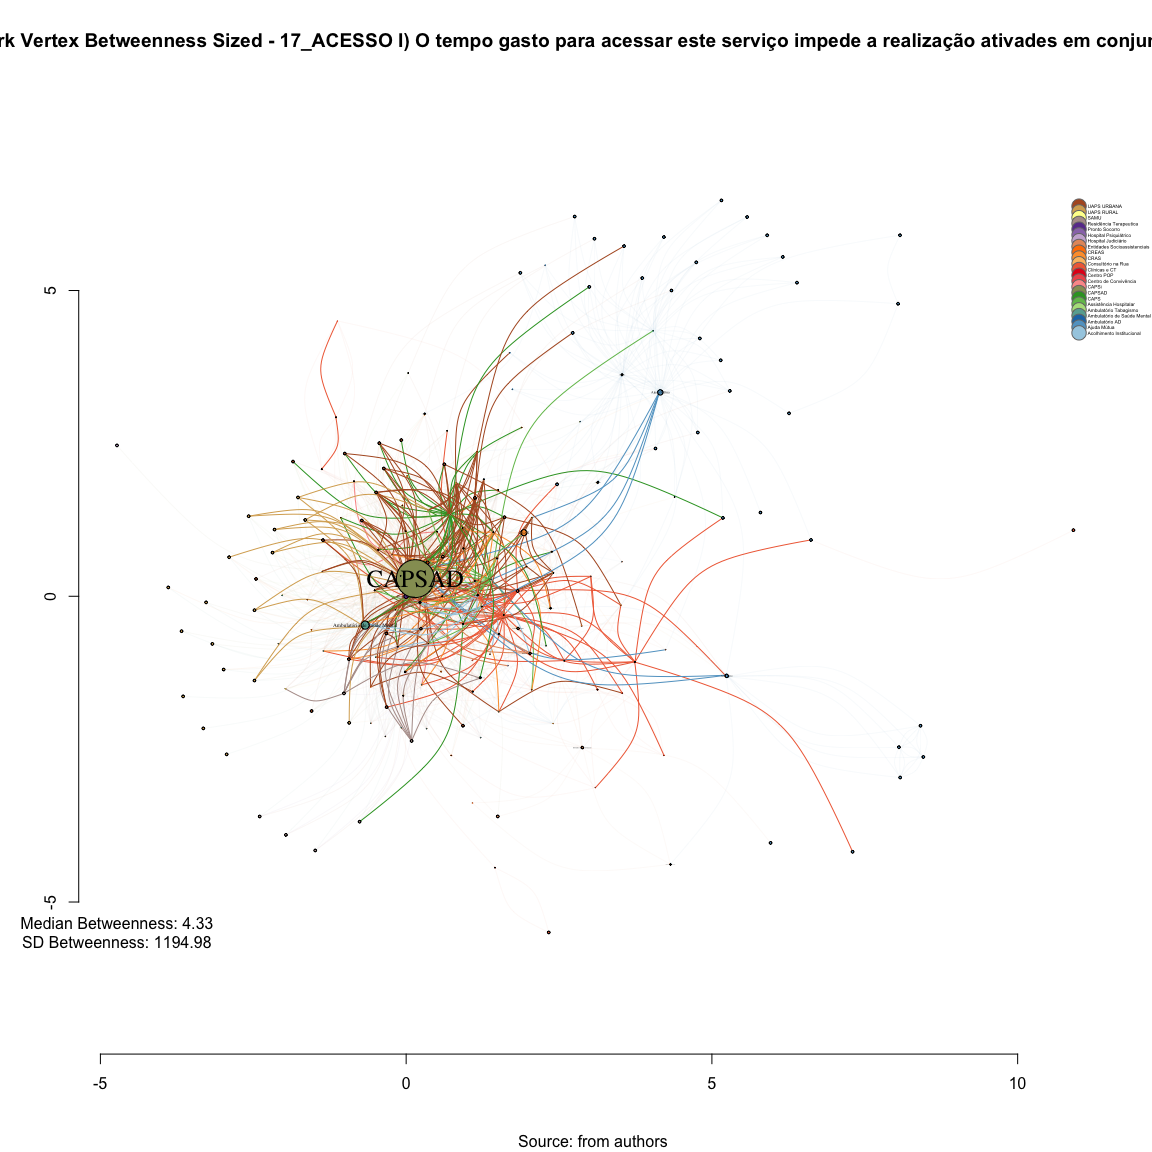 rk Vertex Betweenness Sized - 17_ACESSO I) O tempo gasto para acessar este serviço impede a realização ativades em conjun
UAPS URBANA
UAPS RURAL
SAMU
Residência Terapeutica
Pronto Socorro
Hospital Psiquiátrico
Hospital Judiciário
Entidades Socioassistenciais
CREAS
CRAS
Consultório na Rua
Clínicas e CT
Centro POP
Centro de Convivência
CAPSi
CAPSAD
CAPS
Assistência Hospitalar
Ambulatório Tabagismo
Ambulatório de Saúde Mental
Ambulatório AD
Ajuda Mútua
Acolhimento Institucional
5
0
-5
CAPSAD
Median Betweenness: 4.33
SD Betweenness: 1194.98
-5
0
5
10
Source: from authors